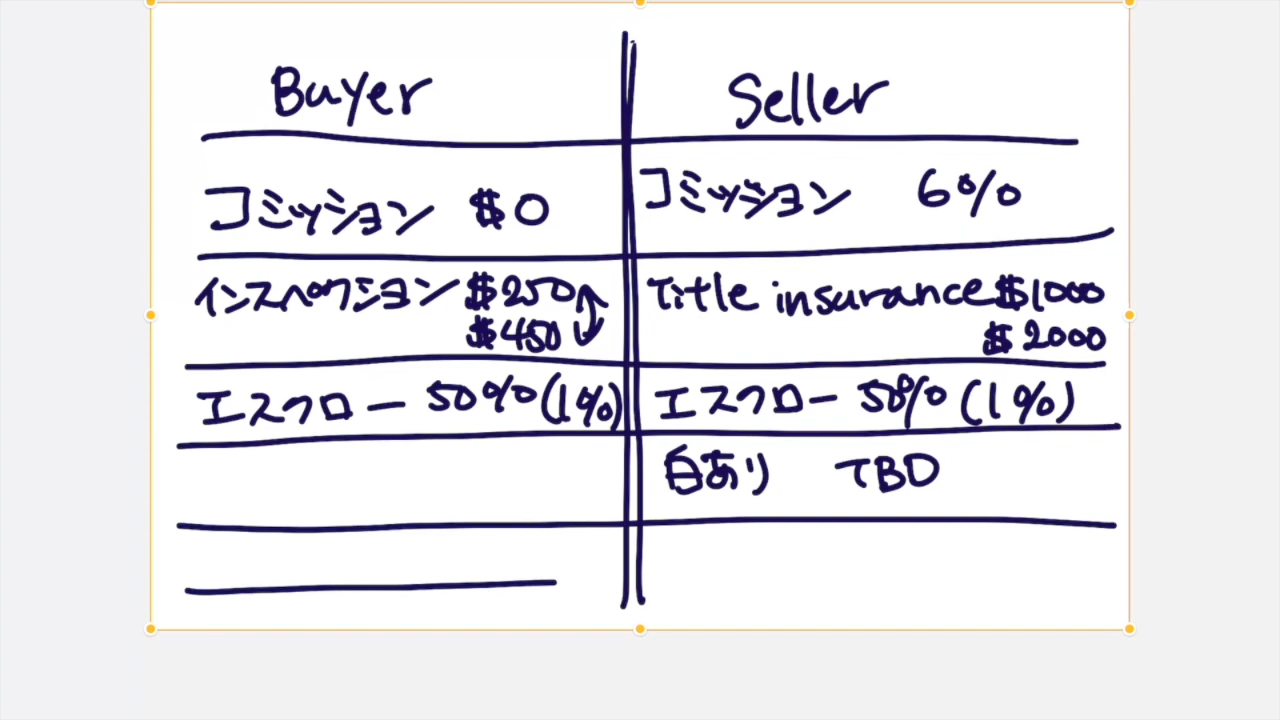 Buyer Seller
コミッション $0 コミッション 6%
インスペクション $250 Title insurance $1000
$450 $2000
エスクロー 50%(1%) エスクロー 50%(1%)
白あり TBD